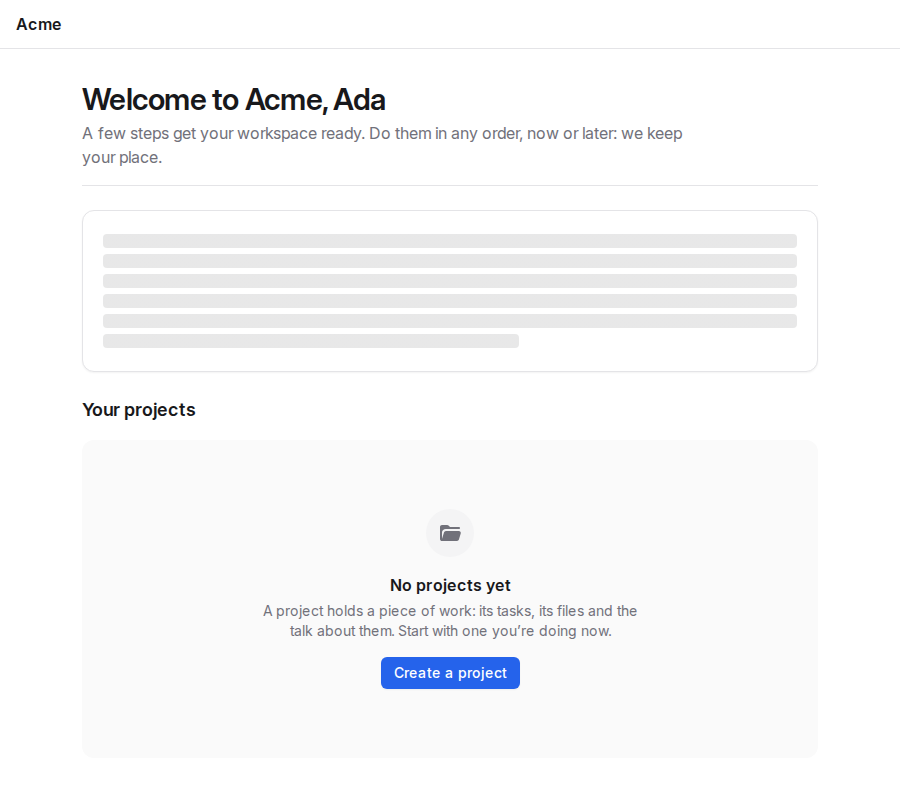 Acme
Welcome to Acme, Ada
A few steps get your workspace ready. Do them in any order, now or later: we keep
your place.
Your projects
No projects yet
A project holds a piece of work: its tasks, its files and the
talk about them. Start with one you’re doing now.
Create a project